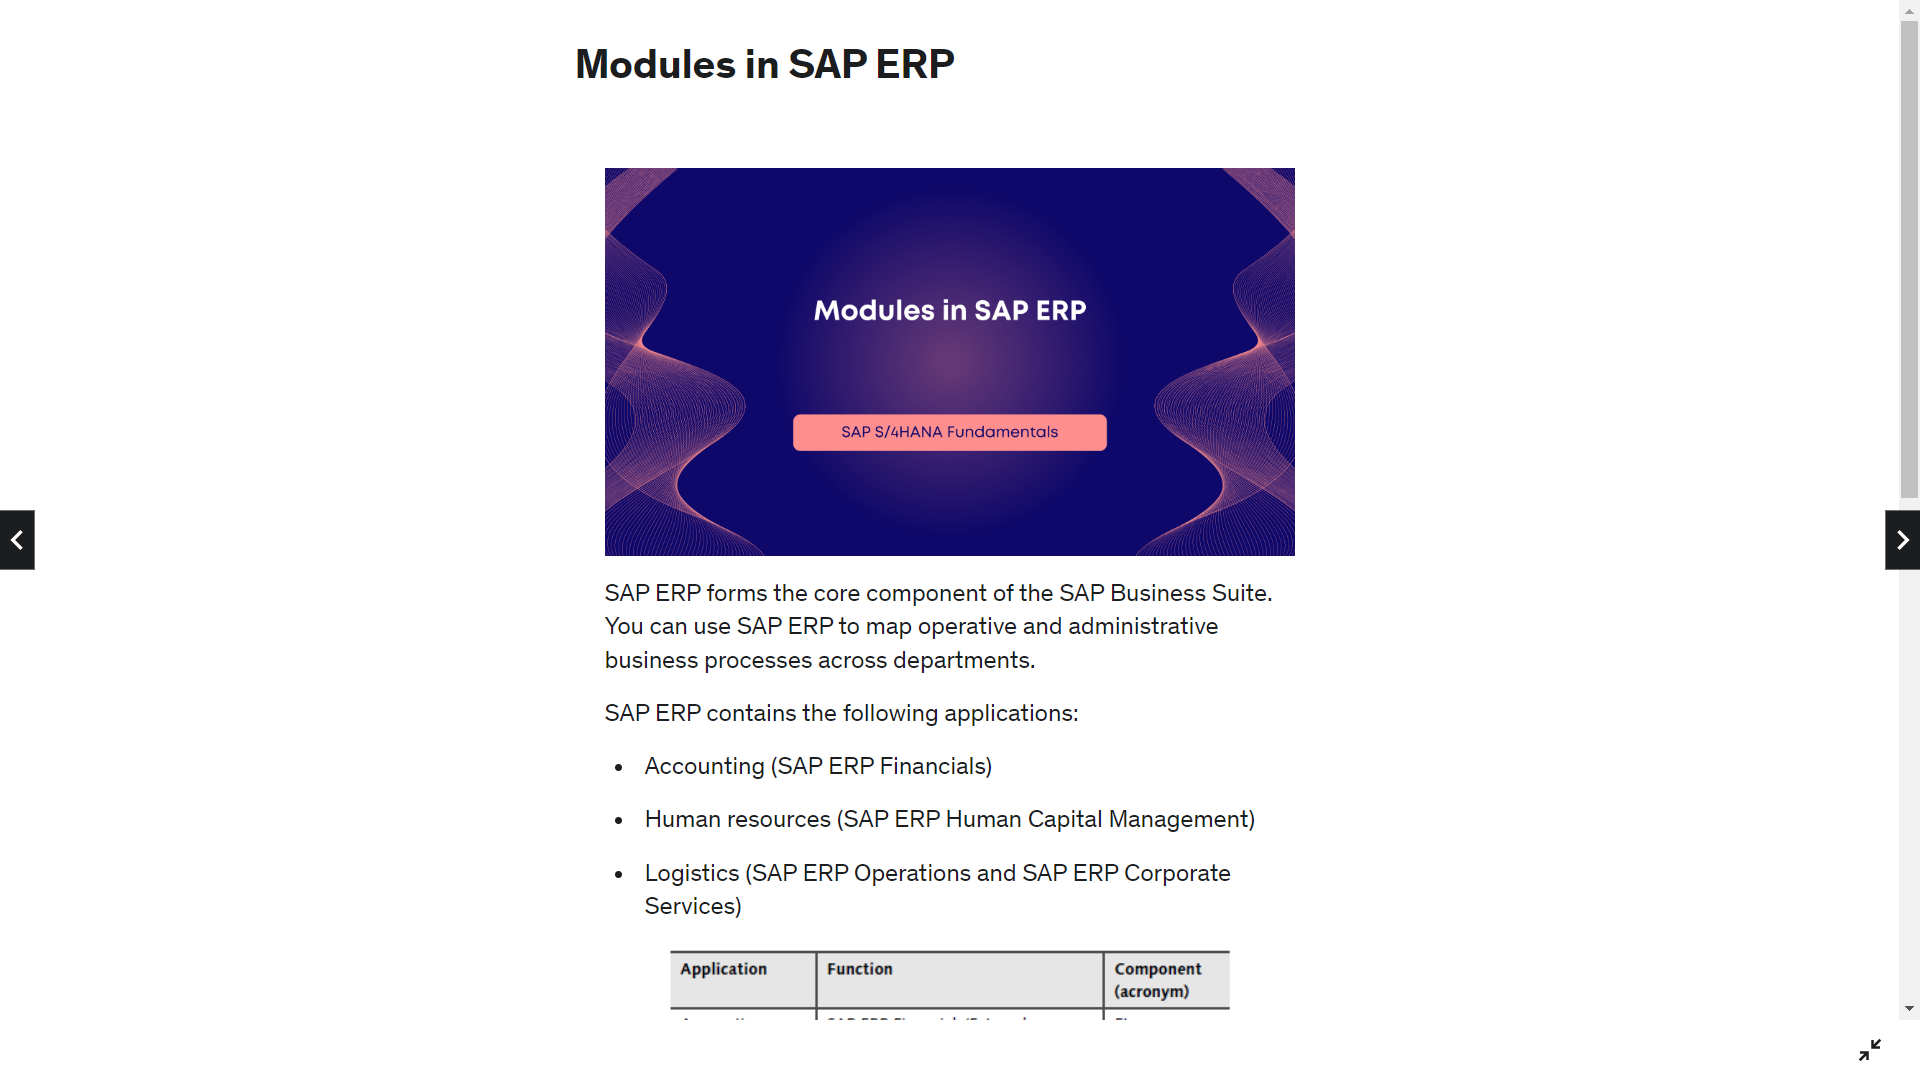 Modules in SAP ERP
Modules in SAP ERP
SAP S/4HANA Fundamentals
SAP ERP forms the core component of the SAP Business Suite.
You can use SAP ERP to map operative and administrative
business processes across departments.
SAP ERP contains the following applications:
• Accounting (SAP ERP Financials)
• Human resources (SAP ERP Human Capital Management)
• Logistics (SAP ERP Operations and SAP ERP Corporate
Services)
Application Function Component
(acronym)